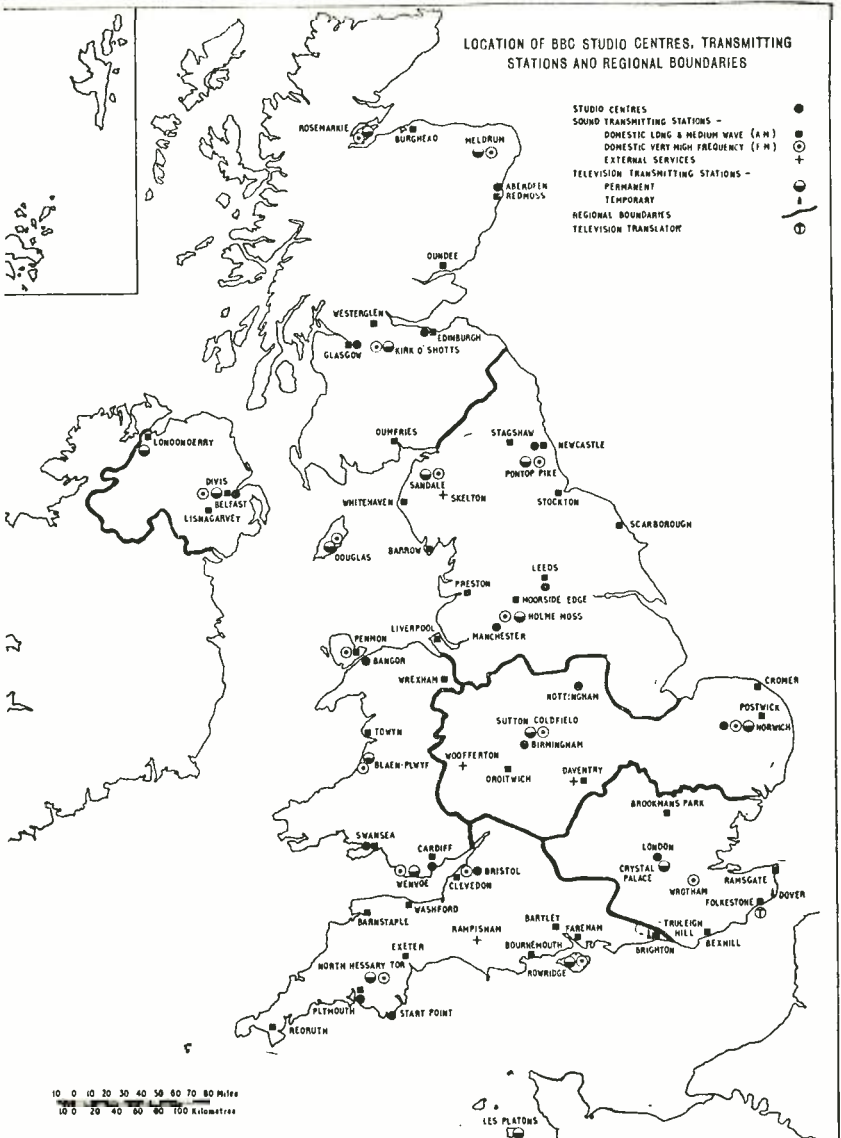 LOCATION OF BBC STUDIO CENTRES, TRANSMITTING
STATIONS AND REGIONAL BOUNDARIES
STUDIO CENTRES
SOUND TRANSMITTING STATIONS –
DOMESTIC LONG & MEDIUM WAVE (AM)
DOMESTIC VERY HIGH FREQUENCY (FM)
EXTERNAL SERVICES
TELEVISION TRANSMITTING STATIONS –
PERMANENT
TEMPORARY
REGIONAL BOUNDARIES
TELEVISION TRANSLATOR
ROSEMARKIE
BURGHEAD
MELDRUM
ABERDEEN
REDMOSS
DUNDEE
WESTERGLEN
EDINBURGH
GLASGOW
KIRK O'SHOTTS
DUMFRIES
STAGSHAW
NEWCASTLE
LONDONDERRY
PONTOP PIKE
SANDALE
DIVIS
SKELTON
STOCKTON
BELFAST
WHITEHAVEN
LISNAGARVEY
SCARBOROUGH
DOUGLAS
BARROW
LEEDS
PRESTON
MOORSIDE EDGE
HOLME MOSS
LIVERPOOL
MANCHESTER
PENMON
BANGOR
WREXHAM
NOTTINGHAM
CROMER
POSTWICK
NORWICH
SUTTON COLDFIELD
TOWYN
BIRMINGHAM
WOOFFERTON
BLAEN-PLWYF
DROITWICH
DAVENTRY
BROOKMANS PARK
SWANSEA
CARDIFF
LONDON
CRYSTAL
PALACE
BRISTOL
WENVOE
CLEVEDON
WROTHAM
RAMSGATE
DOVER
FOLKESTONE
WASHFORD
BARNSTAPLE
BARTLEY
FAREHAM
TRULEIGH
HILL
RAMPISHAM
BEXHILL
EXETER
BOURNEMOUTH
BRIGHTON
NORTH HESSARY TOR
ROWRIDGE
PLYMOUTH
START POINT
REDRUTH
10 0 10 20 30 40 50 60 70 80 Miles
10 0 20 40 60 80 100 Kilometres
LES PLATONS